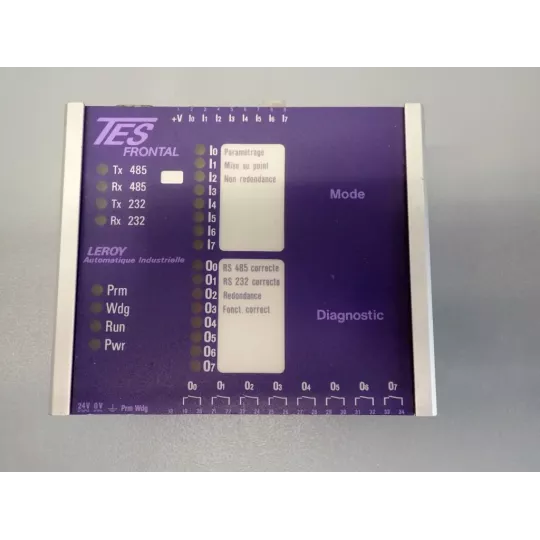 +V I0 I1 I2 I3 I4 I5 I6 I7
TES
FRONTAL
Tx 485
Rx 485
Tx 232
Rx 232
I0 Paramétrage
I1 Mise au point
I2 Non redondance
I3
I4
I5
I6
I7
Mode
LEROY
Automatique Industrielle
Prm
Wdg
Run
Pwr
O0 RS 485 correcte
O1 RS 232 correcte
O2 Redondance
O3 Fonct. correct
O4
O5
O6
O7
Diagnostic
O0 O1 O2 O3 O4 O5 O6 O7
24V 0V Prm Wdg